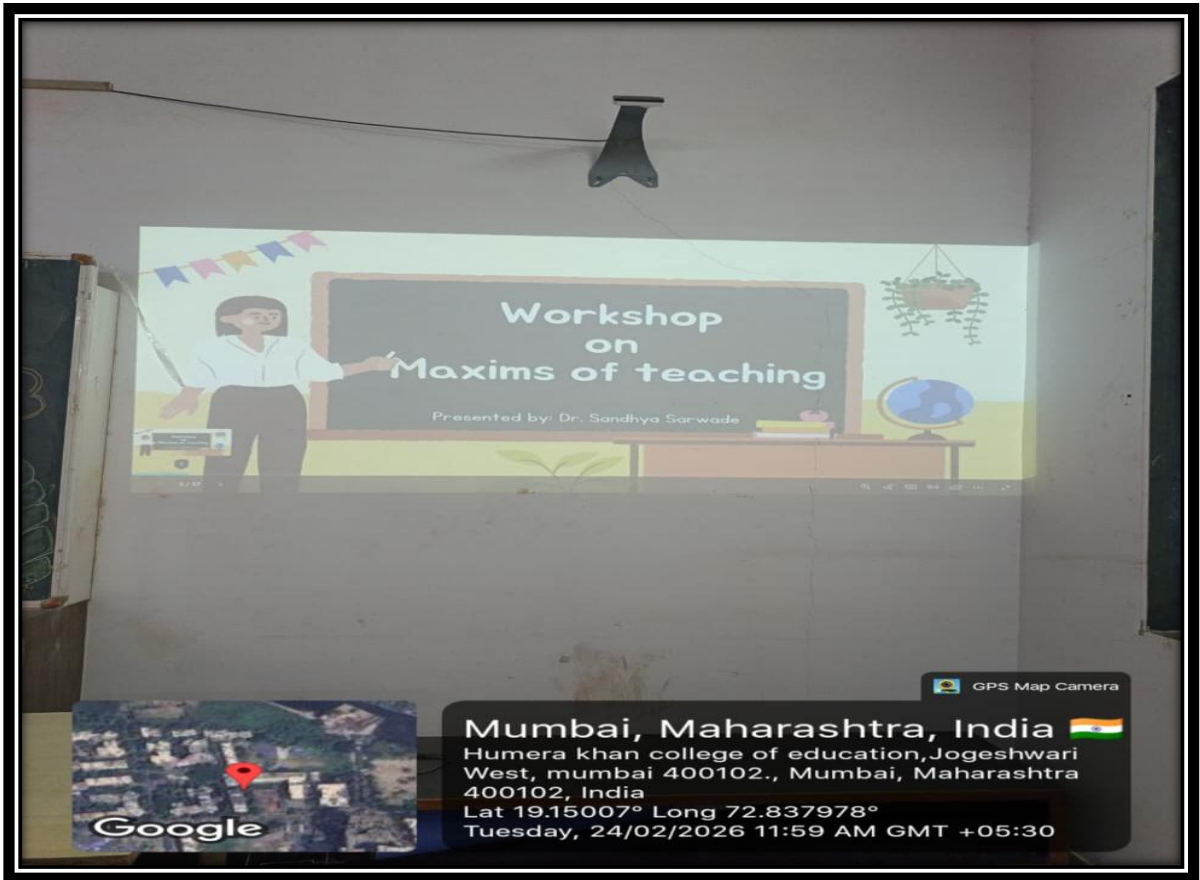 Workshop
on
Maxims of teaching
Presented by: Dr. Sandhya Sarwade
GPS Map Camera
Mumbai, Maharashtra, India
Humera khan college of education,Jogeshwari
West, mumbai 400102., Mumbai, Maharashtra
400102, India
Lat 19.15007° Long 72.837978°
Tuesday, 24/02/2026 11:59 AM GMT +05:30
Google